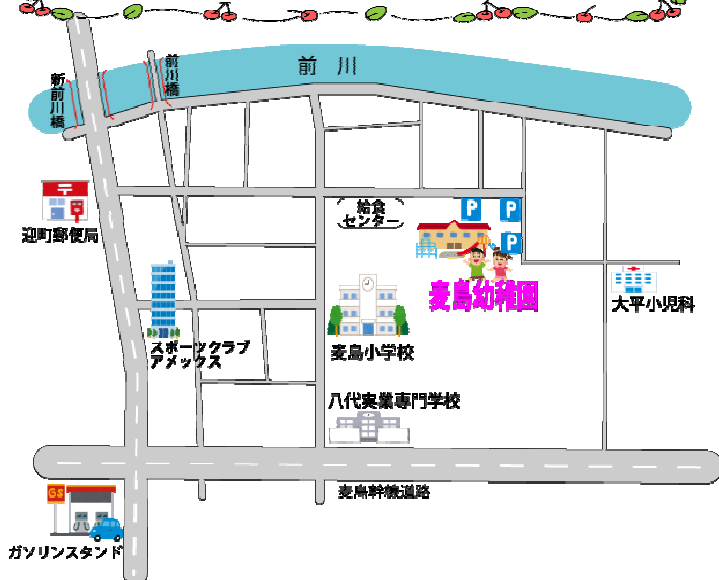 前川
新前川橋
前川橋
迎町郵便局
給食
センター
P
P
P
麦島幼稚園
大平小児科
スポーツクラブ
アメックス
麦島小学校
八代実業専門学校
麦島幹線道路
GS
ガソリンスタンド